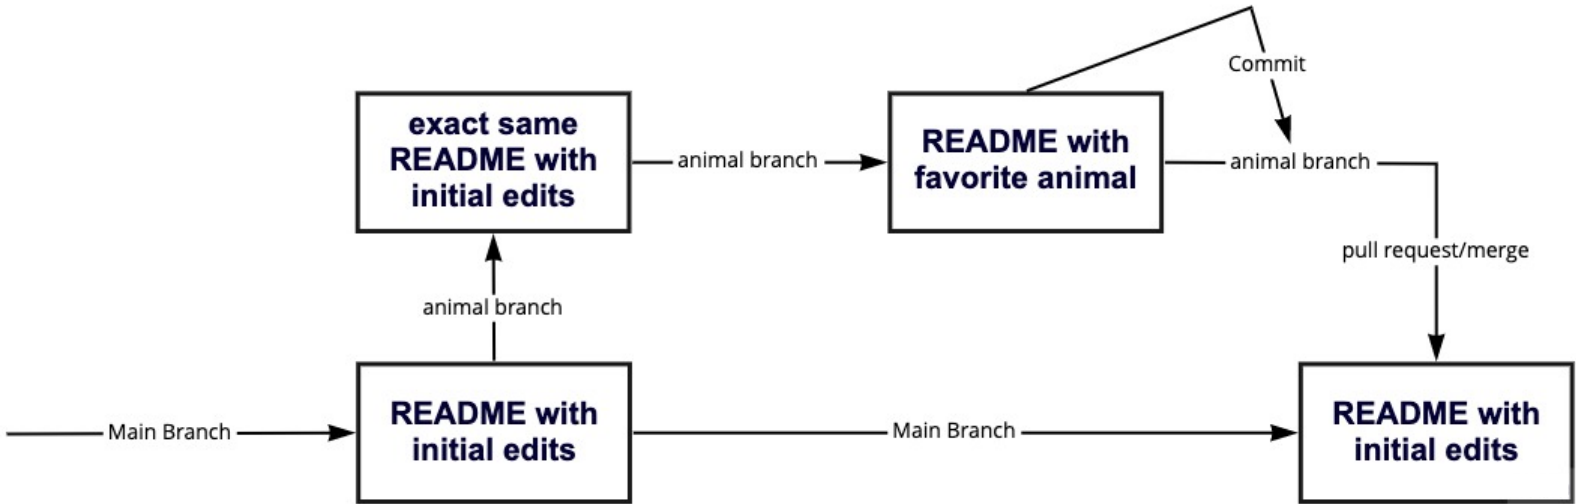 Commit
exact same
README with
initial edits
animal branch
README with
favorite animal
animal branch
pull request/merge
animal branch
Main Branch
README with
initial edits
Main Branch
README with
initial edits